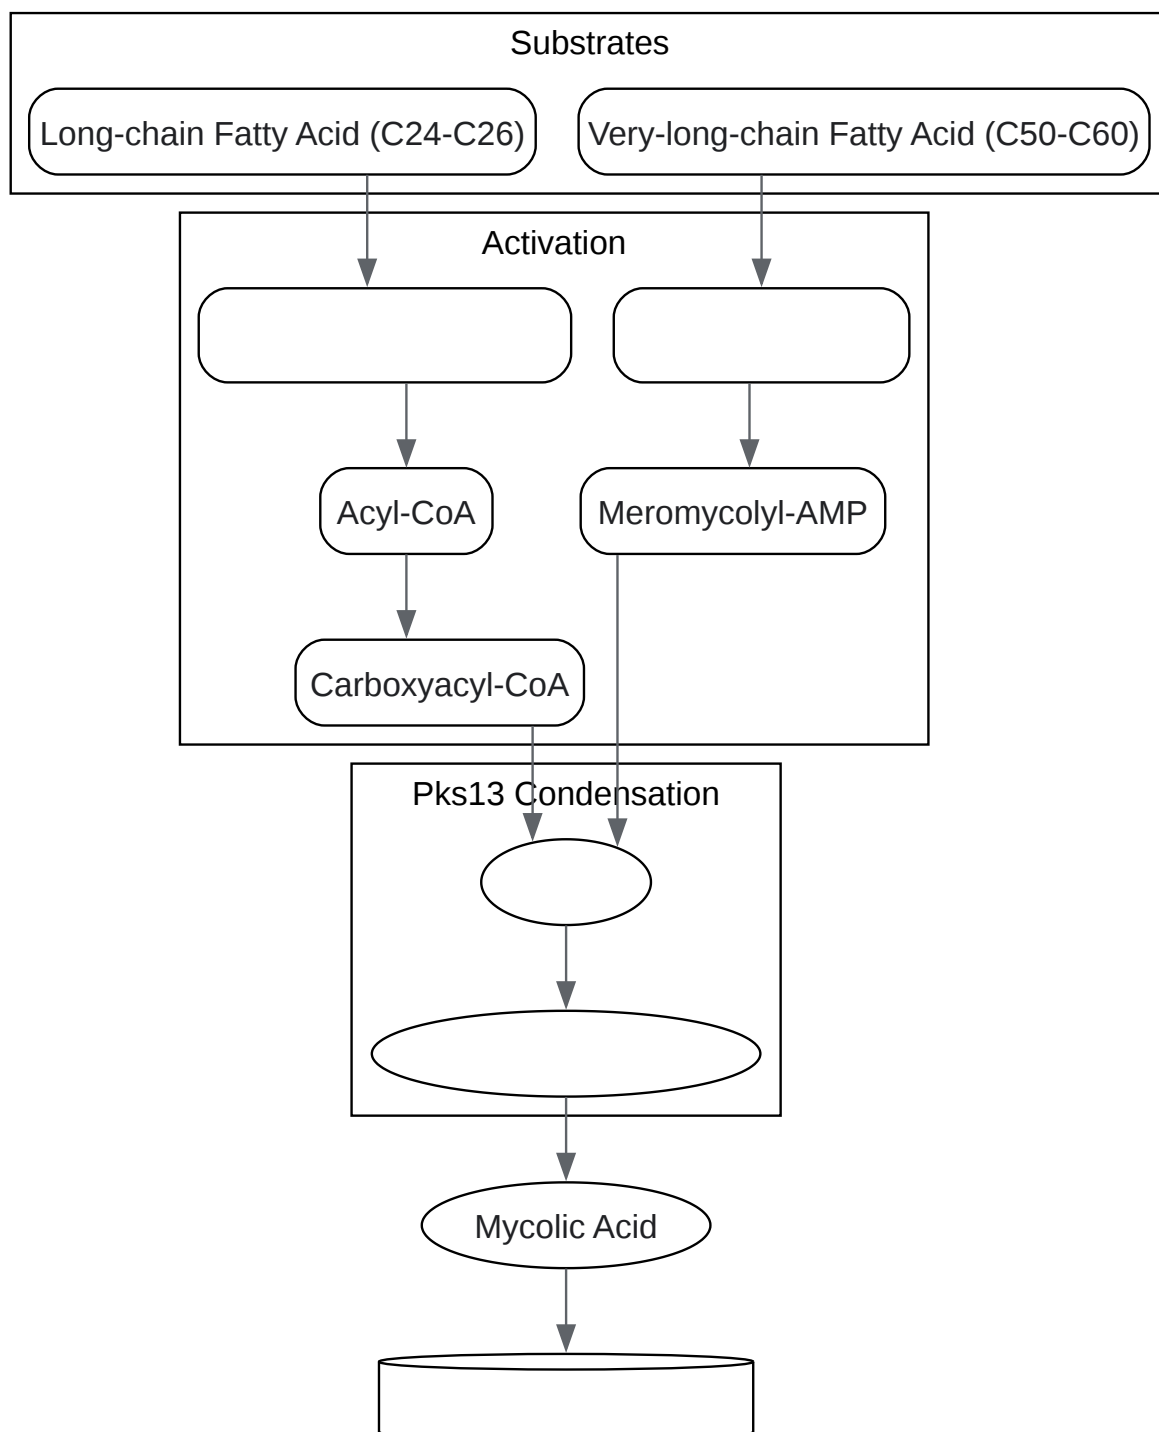 Substrates
Long-chain Fatty Acid (C24-C26)
Very-long-chain Fatty Acid (C50-C60)
Activation
Acyl-CoA
Meromycolyl-AMP
Carboxyacyl-CoA
Pks13 Condensation
Mycolic Acid